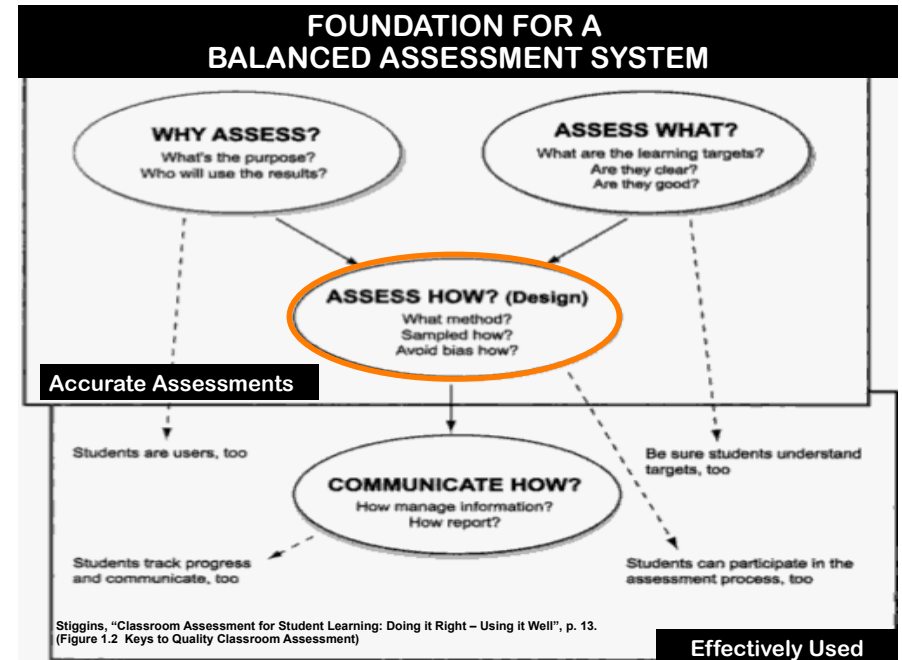 FOUNDATION FOR A
BALANCED ASSESSMENT SYSTEM
WHY ASSESS?
What's the purpose?
Who will use the results?
ASSESS WHAT?
What are the learning targets?
Are they clear?
Are they good?
ASSESS HOW? (Design)
What method?
Sampled how?
Avoid bias how?
Accurate Assessments
Students are users, too
Be sure students understand
targets, too
COMMUNICATE HOW?
How manage information?
How report?
Students track progress
and communicate, too
Students can participate in the
assessment process, too
Stiggins, “Classroom Assessment for Student Learning: Doing it Right – Using it Well”, p. 13.
(Figure 1.2 Keys to Quality Classroom Assessment)
Effectively Used